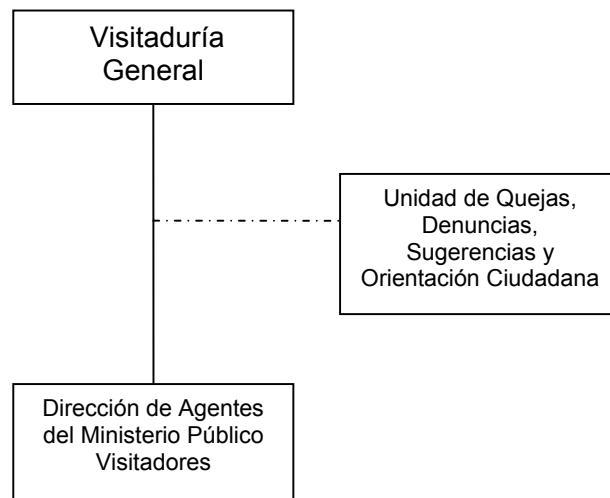 Visitaduría
General
Unidad de Quejas,
Denuncias,
Sugerencias y
Orientación Ciudadana
Dirección de Agentes
del Ministerio Público
Visitadores